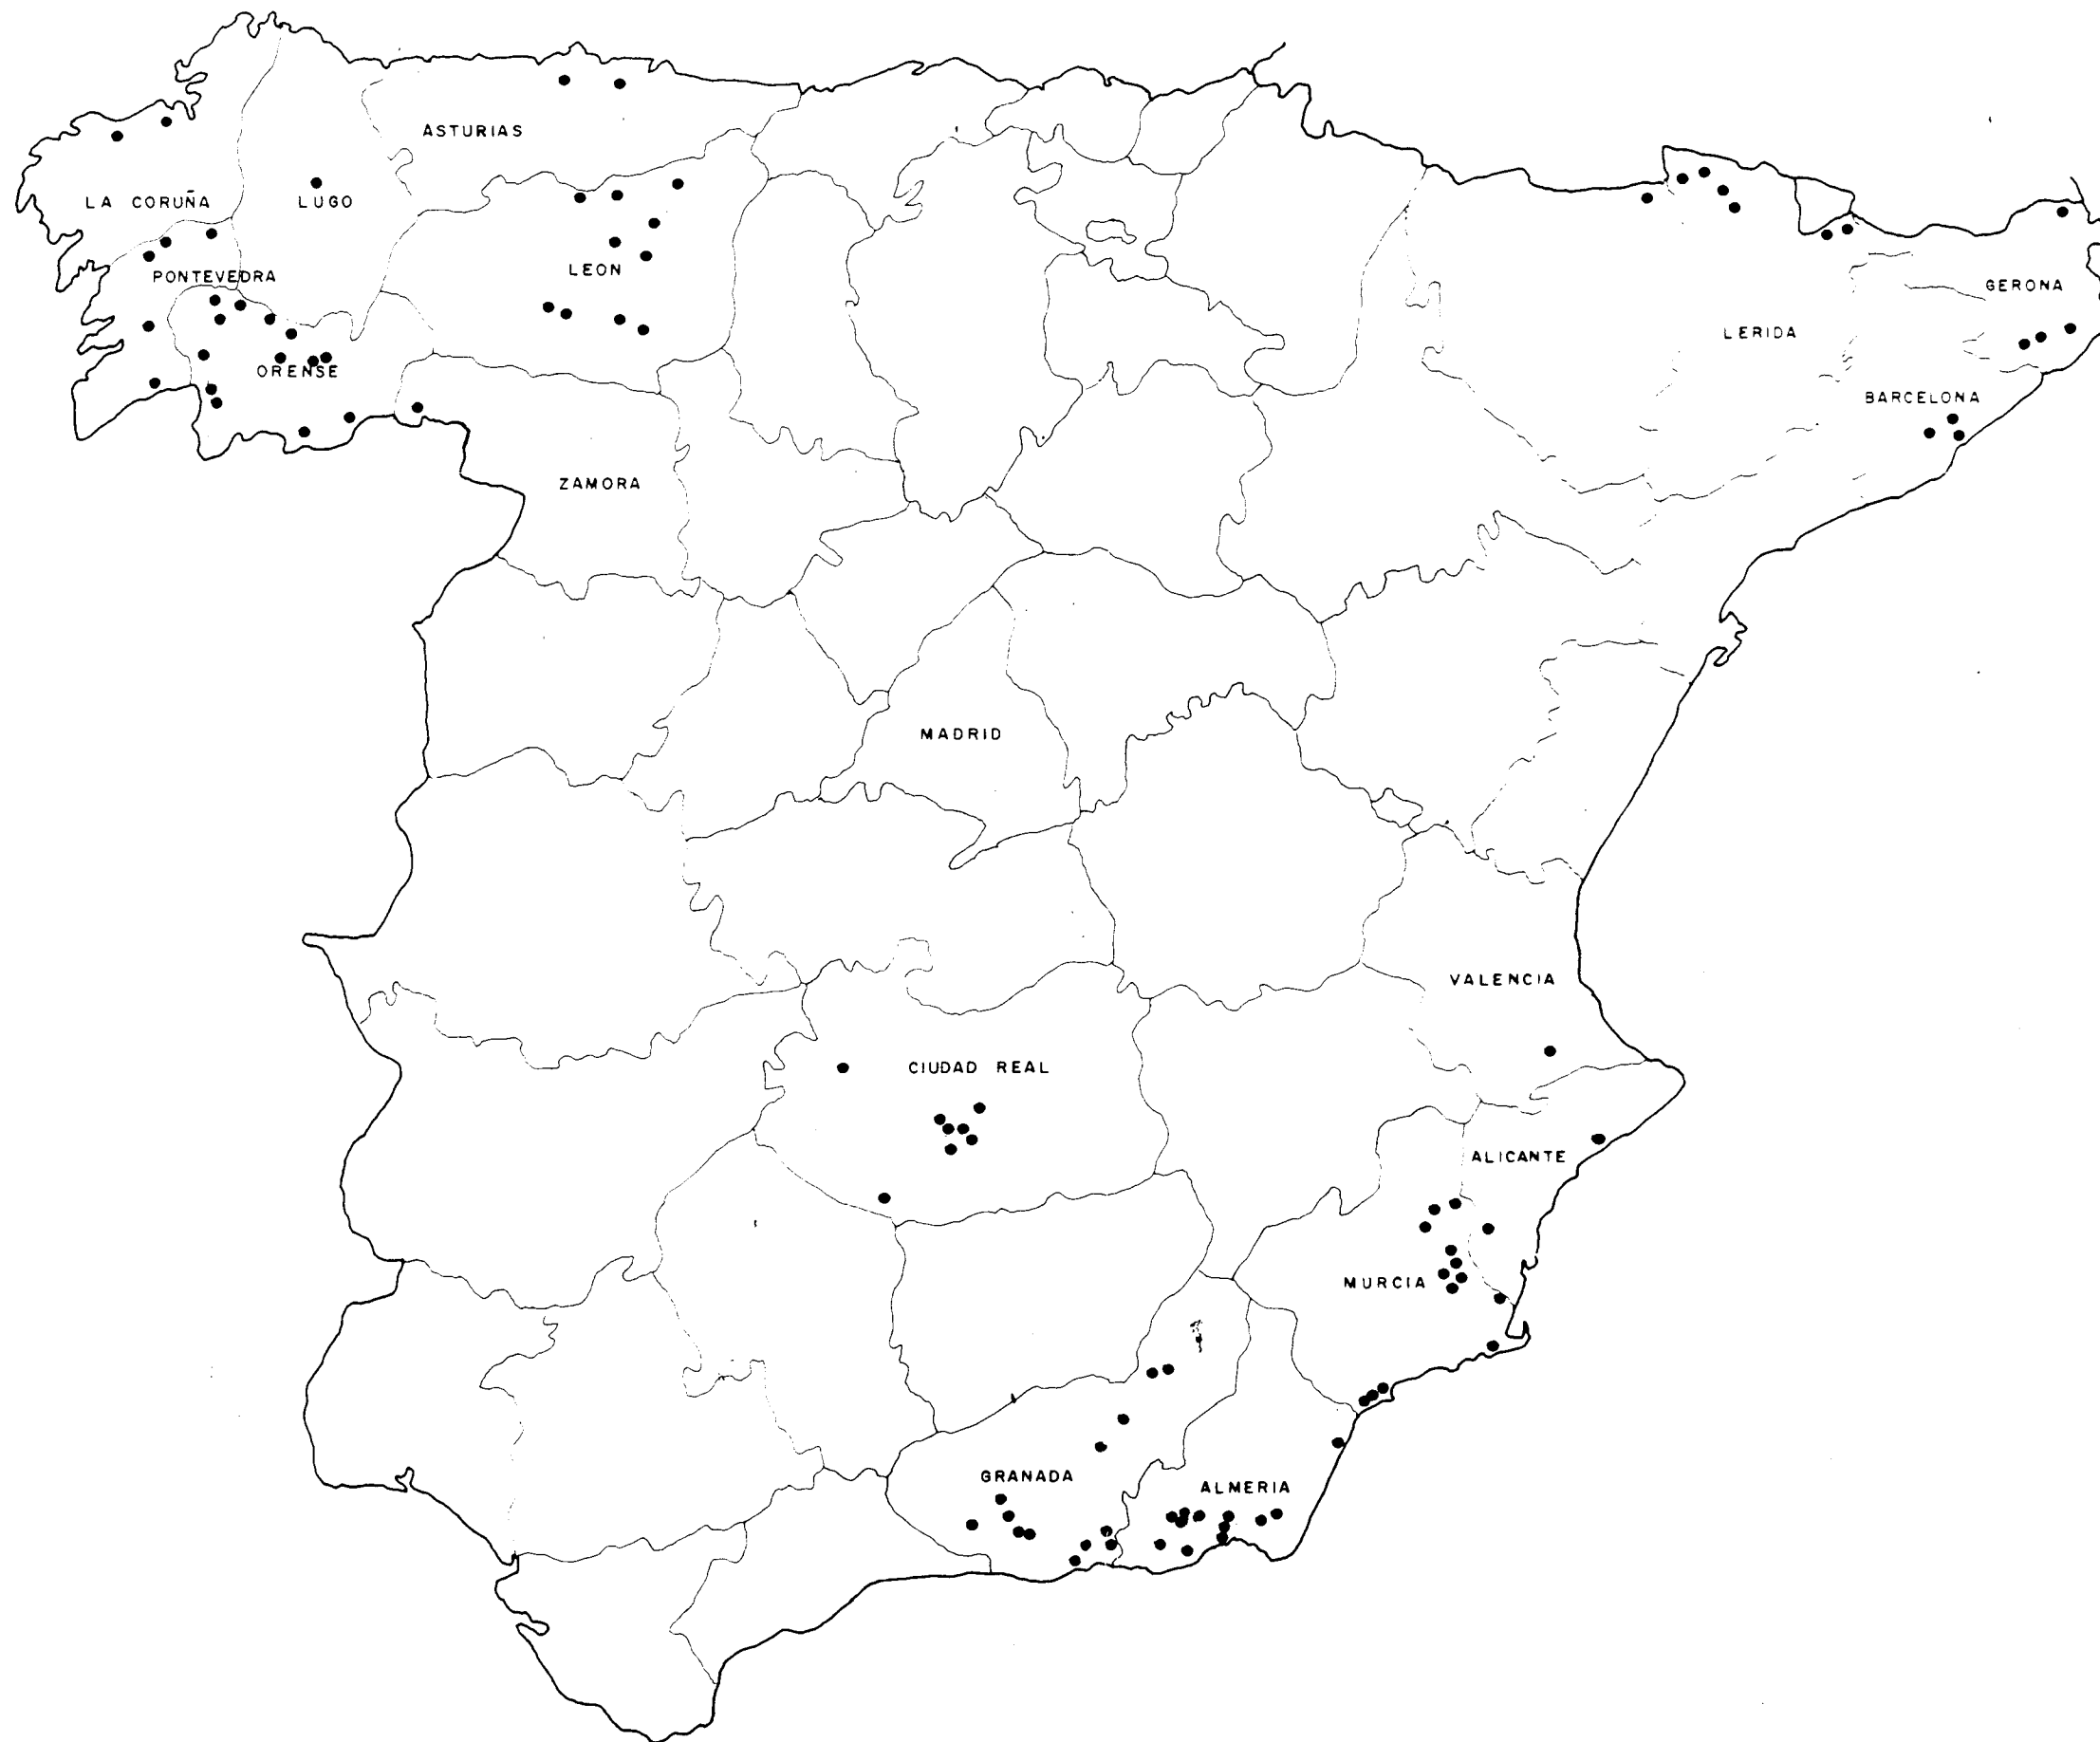 ASTURIAS
LA CORUÑA
LUGO
LEON
PONTEVEDRA
GERONA
LERIDA
ORENSE
BARCELONA
ZAMORA
MADRID
VALENCIA
CIUDAD REAL
ALICANTE
MURCIA
GRANADA
ALMERIA